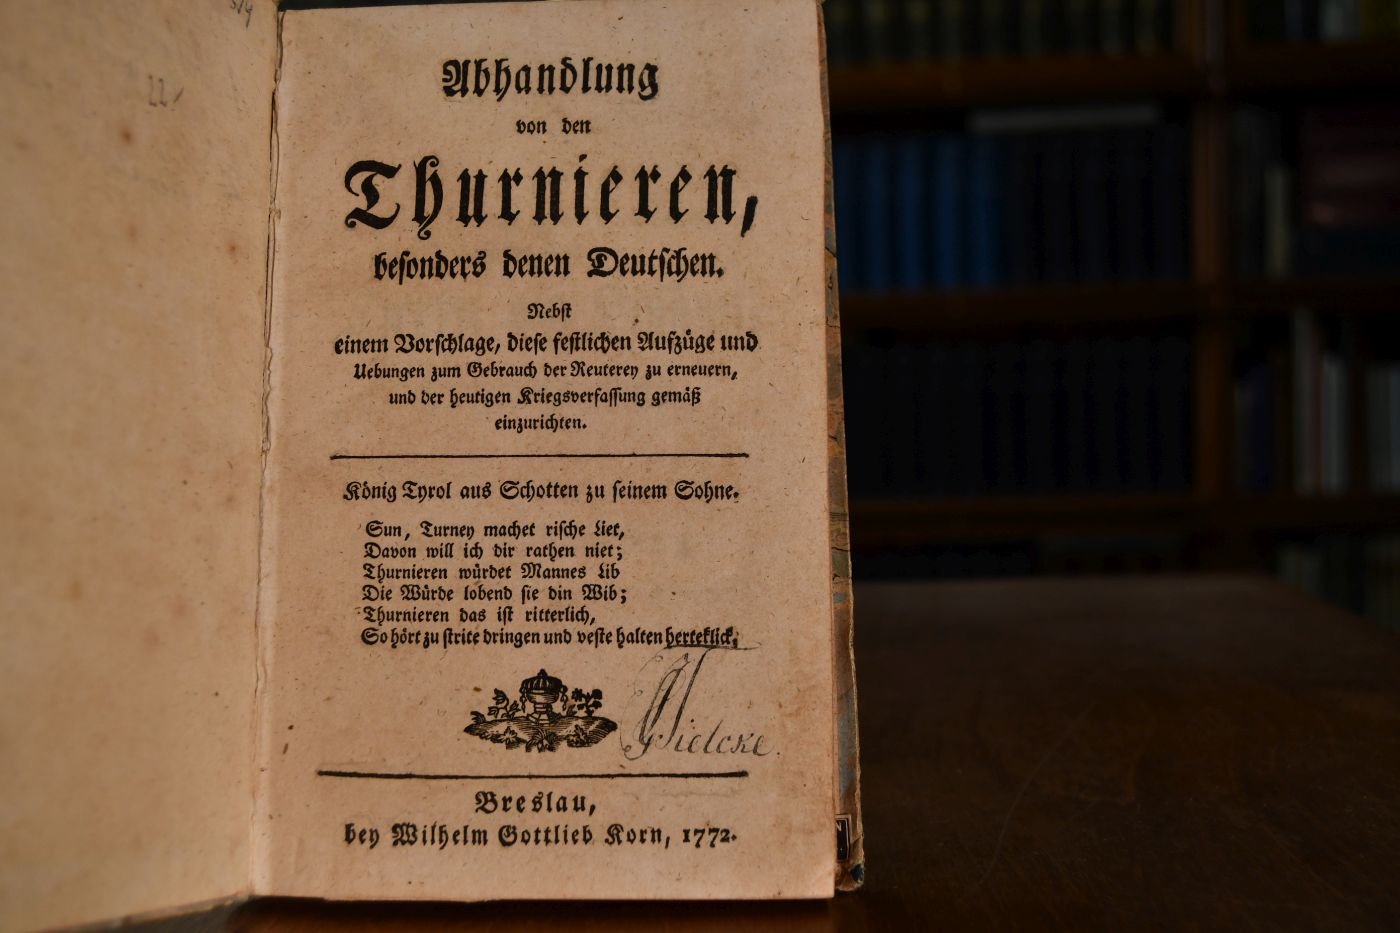 22
Abhandlung
von den
Thurnieren,
besonders denen Deutschen.
Nebst
einem Vorschlage, diese festlichen Aufzüge und
Uebungen zum Gebrauch der Reuterey zu erneuern,
und der heutigen Kriegsverfassung gemäß
einzurichten.
König Tyrol aus Schotten zu seinem Sohne.
Sun, Turney machet rische Liet,
Davon will ich dir rathen niet;
Thurnieren würdet Mannes Lib
Die Würde lobend sie din Wib;
Thurnieren das ist ritterlich,
So hört zu strite dringen und veste halten herteklick.
Mielcke.
Breslau,
bey Wilhelm Gottlieb Korn, 1772.